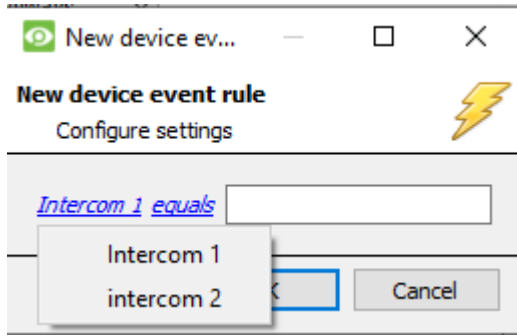 New device ev...
New device event rule
Configure settings
Intercom 1 equals
Intercom 1
intercom 2
Cancel